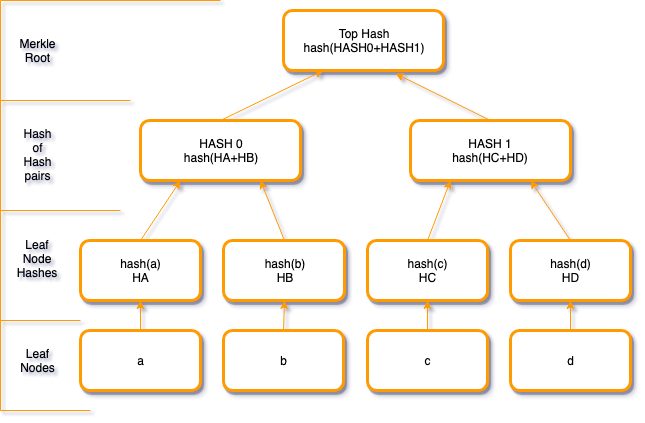 Merkle
Root
Top Hash
hash(HASH0+HASH1)
Hash
of
Hash
pairs
HASH 0
hash(HA+HB)
HASH 1
hash(HC+HD)
Leaf
Node
Hashes
hash(a)
HA
hash(b)
HB
hash(c)
HC
hash(d)
HD
Leaf
Nodes
a
b
c
d